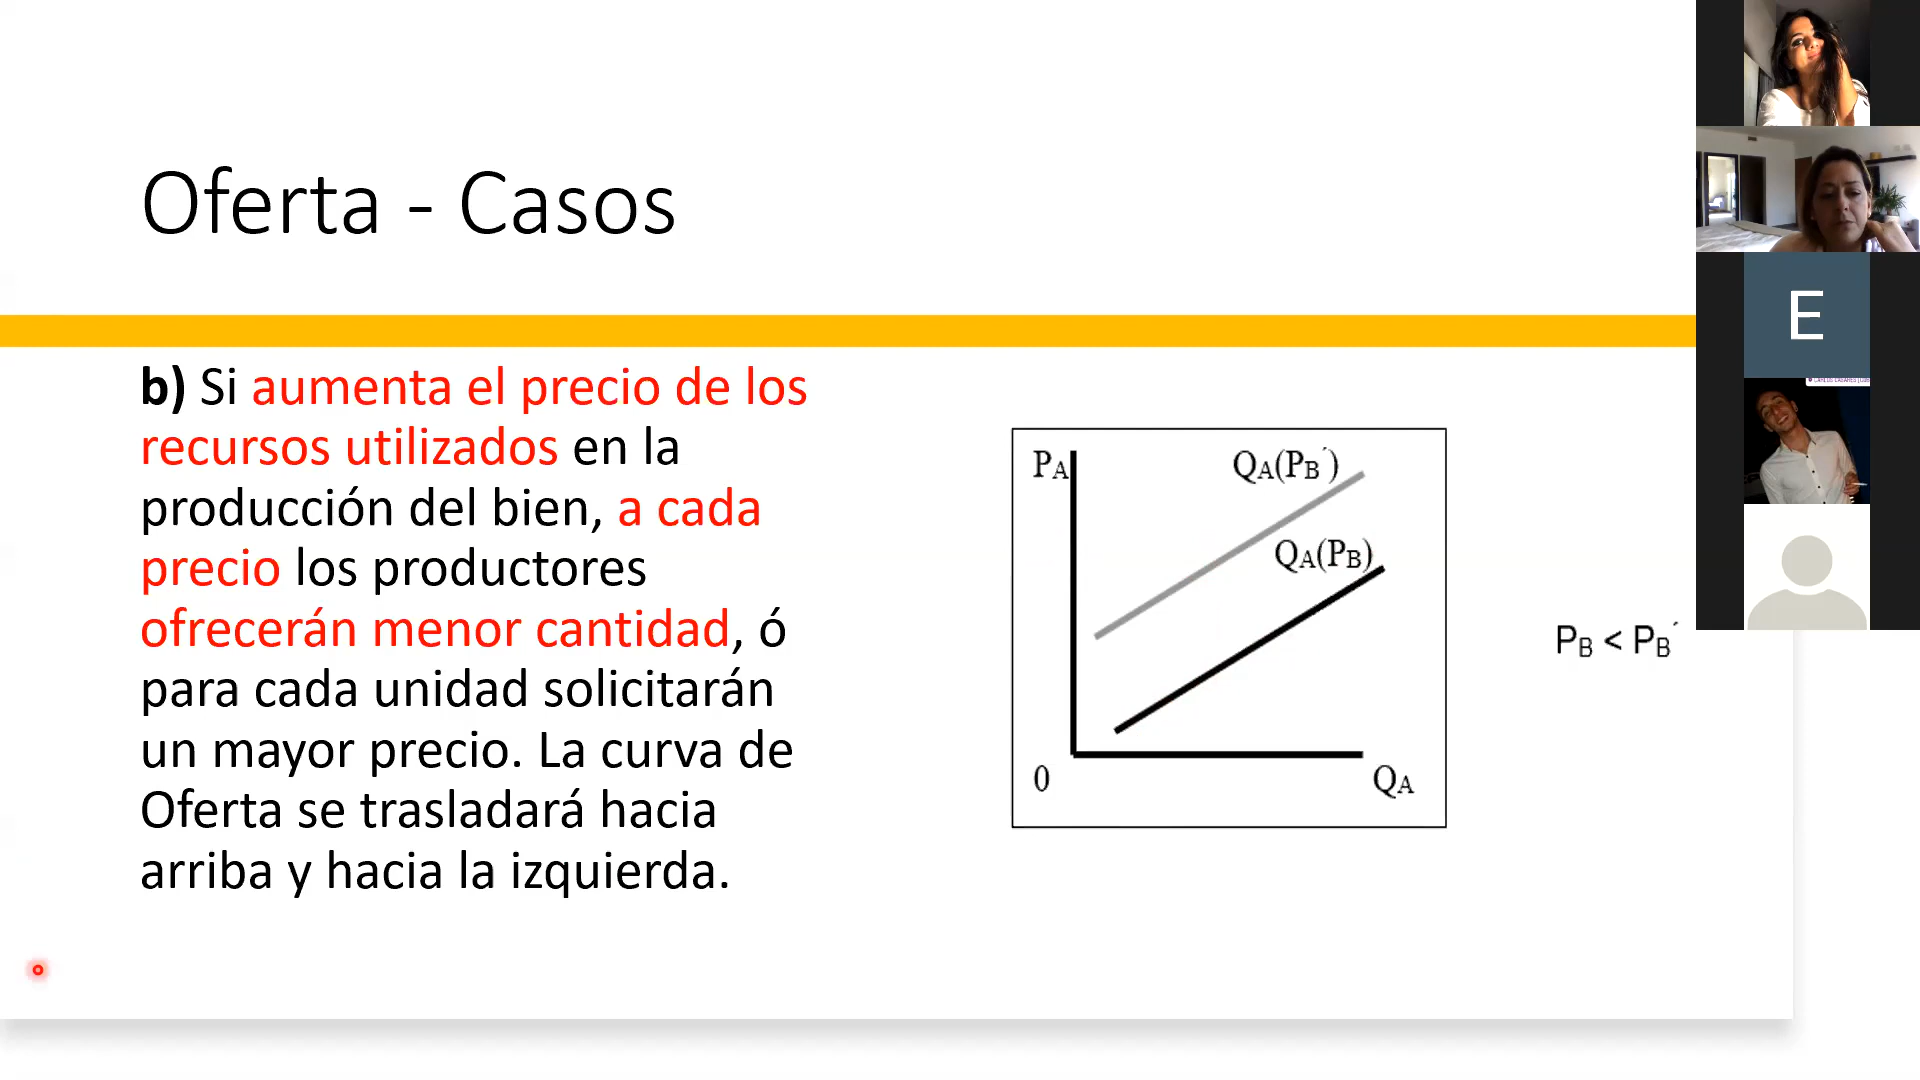 Oferta - Casos
b) Si aumenta el precio de los
recursos utilizados en la
producción del bien, a cada
precio los productores
ofrecerán menor cantidad, ó
para cada unidad solicitarán
un mayor precio. La curva de
Oferta se trasladará hacia
arriba y hacia la izquierda.
PA
QA(PB´)
QA(PB)
0
QA
PB < PB´
E